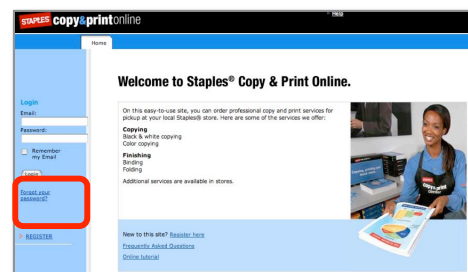 STAPLES copy&printonline
Help
Home
Welcome to Staples® Copy & Print Online.
Login
Email:
Password:
Remember
my Email
Login
Forgot your
password?
REGISTER
On this easy-to-use site, you can order professional copy and print services for
pickup at your local Staples® store. Here are some of the services we offer:
Copying
Black & white copying
Color copying
Finishing
Binding
Folding
Additional services are available in stores.
New to this site? Register here
Frequently Asked Questions
Online tutorial
copy&print
center